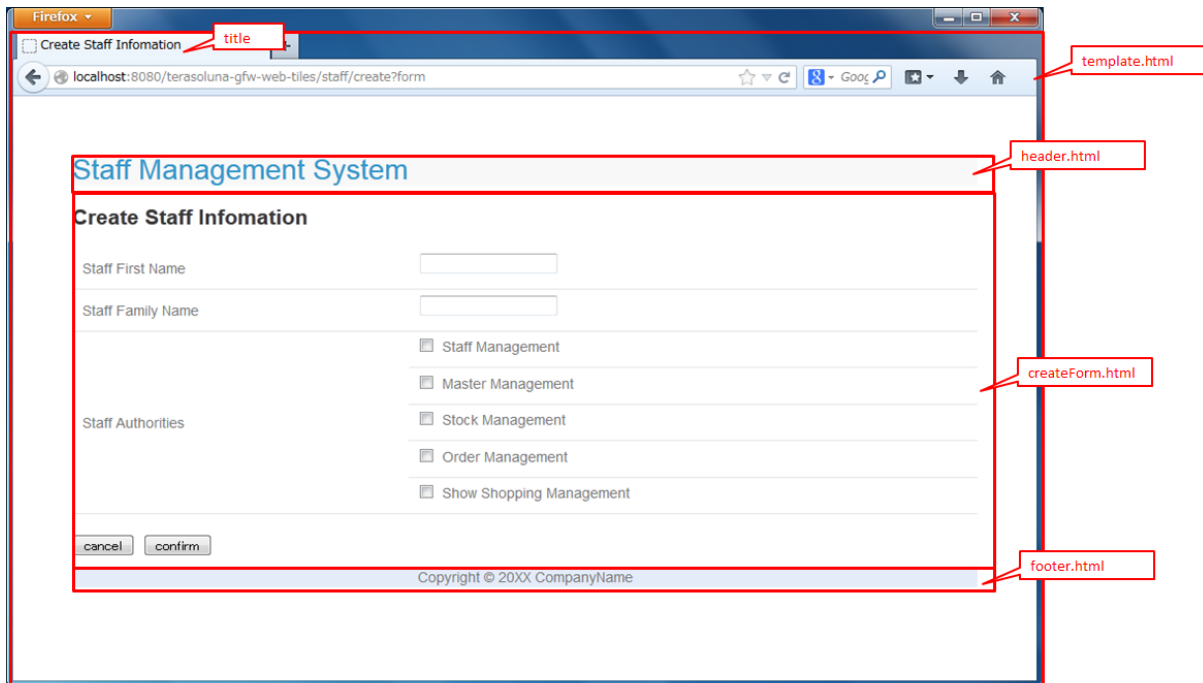 Firefox
Create Staff Infomation
title
localhost:8080/terasoluna-gfw-web-tiles/staff/create?form
8
Goog
template.html
Staff Management System
header.html
Create Staff Infomation
Staff First Name
Staff Family Name
Staff Management
Master Management
createForm.html
Staff Authorities
Stock Management
Order Management
Show Shopping Management
cancel
confirm
Copyright © 20XX CompanyName
footer.html